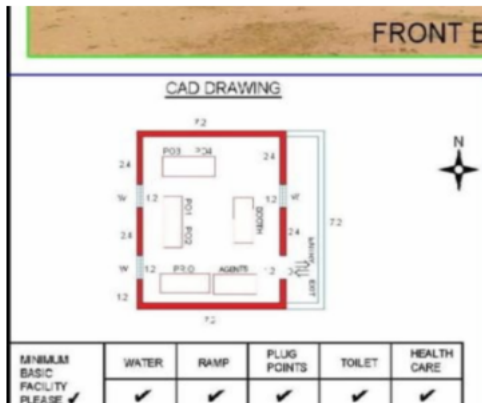 FRONT E
CAD DRAWING
7.2
N
PO3 PO4
2.4
2.4
W
1.2
1.2
W
PO1
PO2
BOOTH
7.2
2.4
2.4
W
1.2
PRO
AGENTS
1.2
EXIT
1.2
7.2
MINIMUM
BASIC
FACILITY
PLEASE ✔
WATER
RAMP
PLUG
POINTS
TOILET
HEALTH
CARE
✔ ✔ ✔ ✔ ✔